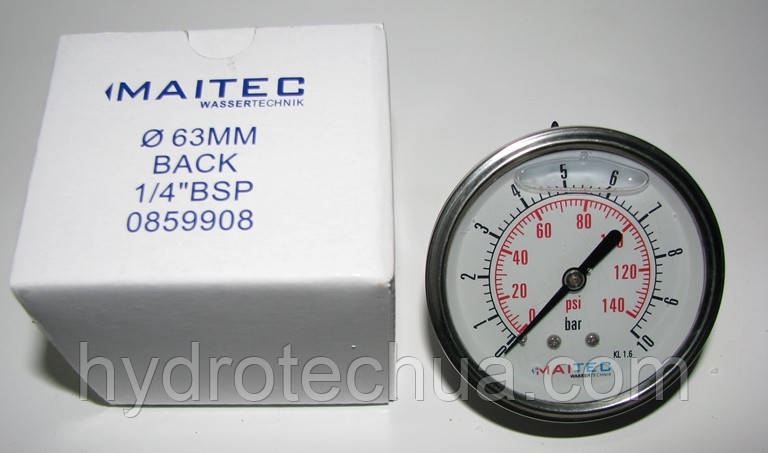 MAITEC
WASSERTECHNIK
Ø 63MM
BACK
1/4"BSP
0859908
0 1 2 3 4 5 6 7 8 9 10
0 20 40 60 80 120 140
psi
bar
KL 1.6
MAITEC
WASSERTECHNIK
hydrotechua.com